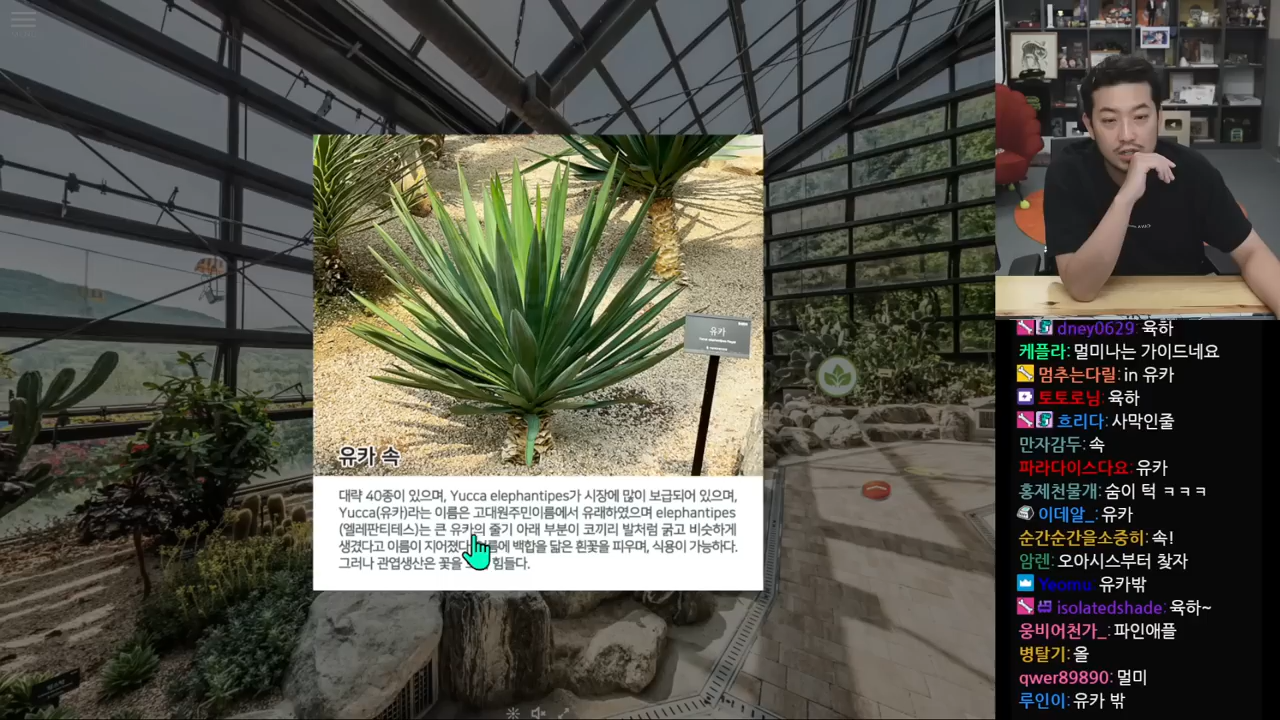 유카
유카 속
대략 40종이 있으며, Yucca elephantipes가 시장에 많이 보급되어 있으며,
Yucca(유카)라는 이름은 고대원주민이름에서 유래하였으며 elephantipes
(엘레판티테스)는 큰 유카의 줄기 아래 부분이 코끼리 발처럼 굵고 비슷하게
생겼다고 이름이 지어졌다 름에 백합을 닮은 흰꽃을 피우며, 식용이 가능하다.
그러나 관엽생산은 꽃을 힘들다.
dney0629: 육하
케플라: 멀미나는 가이드네요
멈추는다릴: in 유카
토토로님: 육하
흐리다: 사막인줄
만자감두: 속
파라다이스다요: 유카
홍제천물개: 숨이 턱 ㅋㅋㅋ
이데알_: 유카
순간순간을소중히: 속!
암렌: 오아시스부터 찾자
Yeomu: 유카밖
isolatedshade: 육하~
웅비어천가_: 파인애플
병탈기: 올
qwer89890: 멀미
루인이: 유카 밖